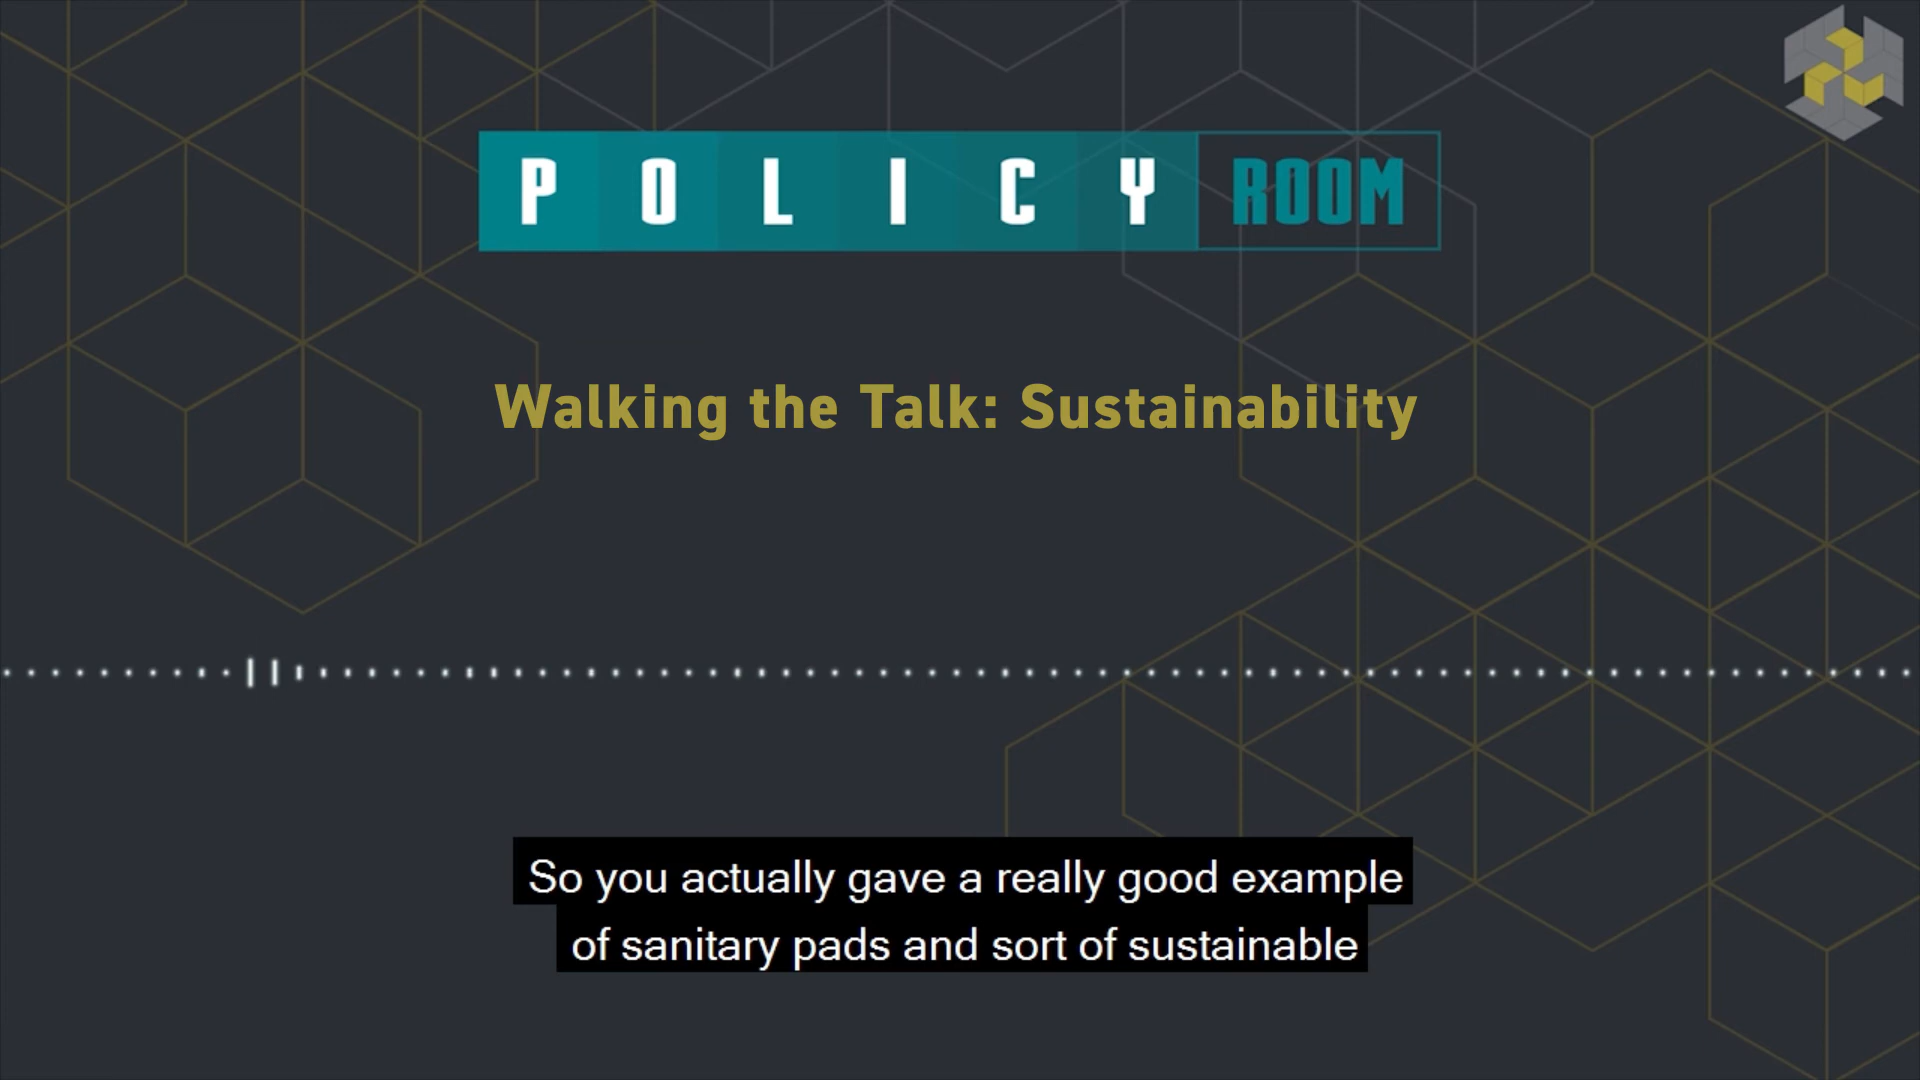 POLICY ROOM
Walking the Talk: Sustainability
So you actually gave a really good example
of sanitary pads and sort of sustainable